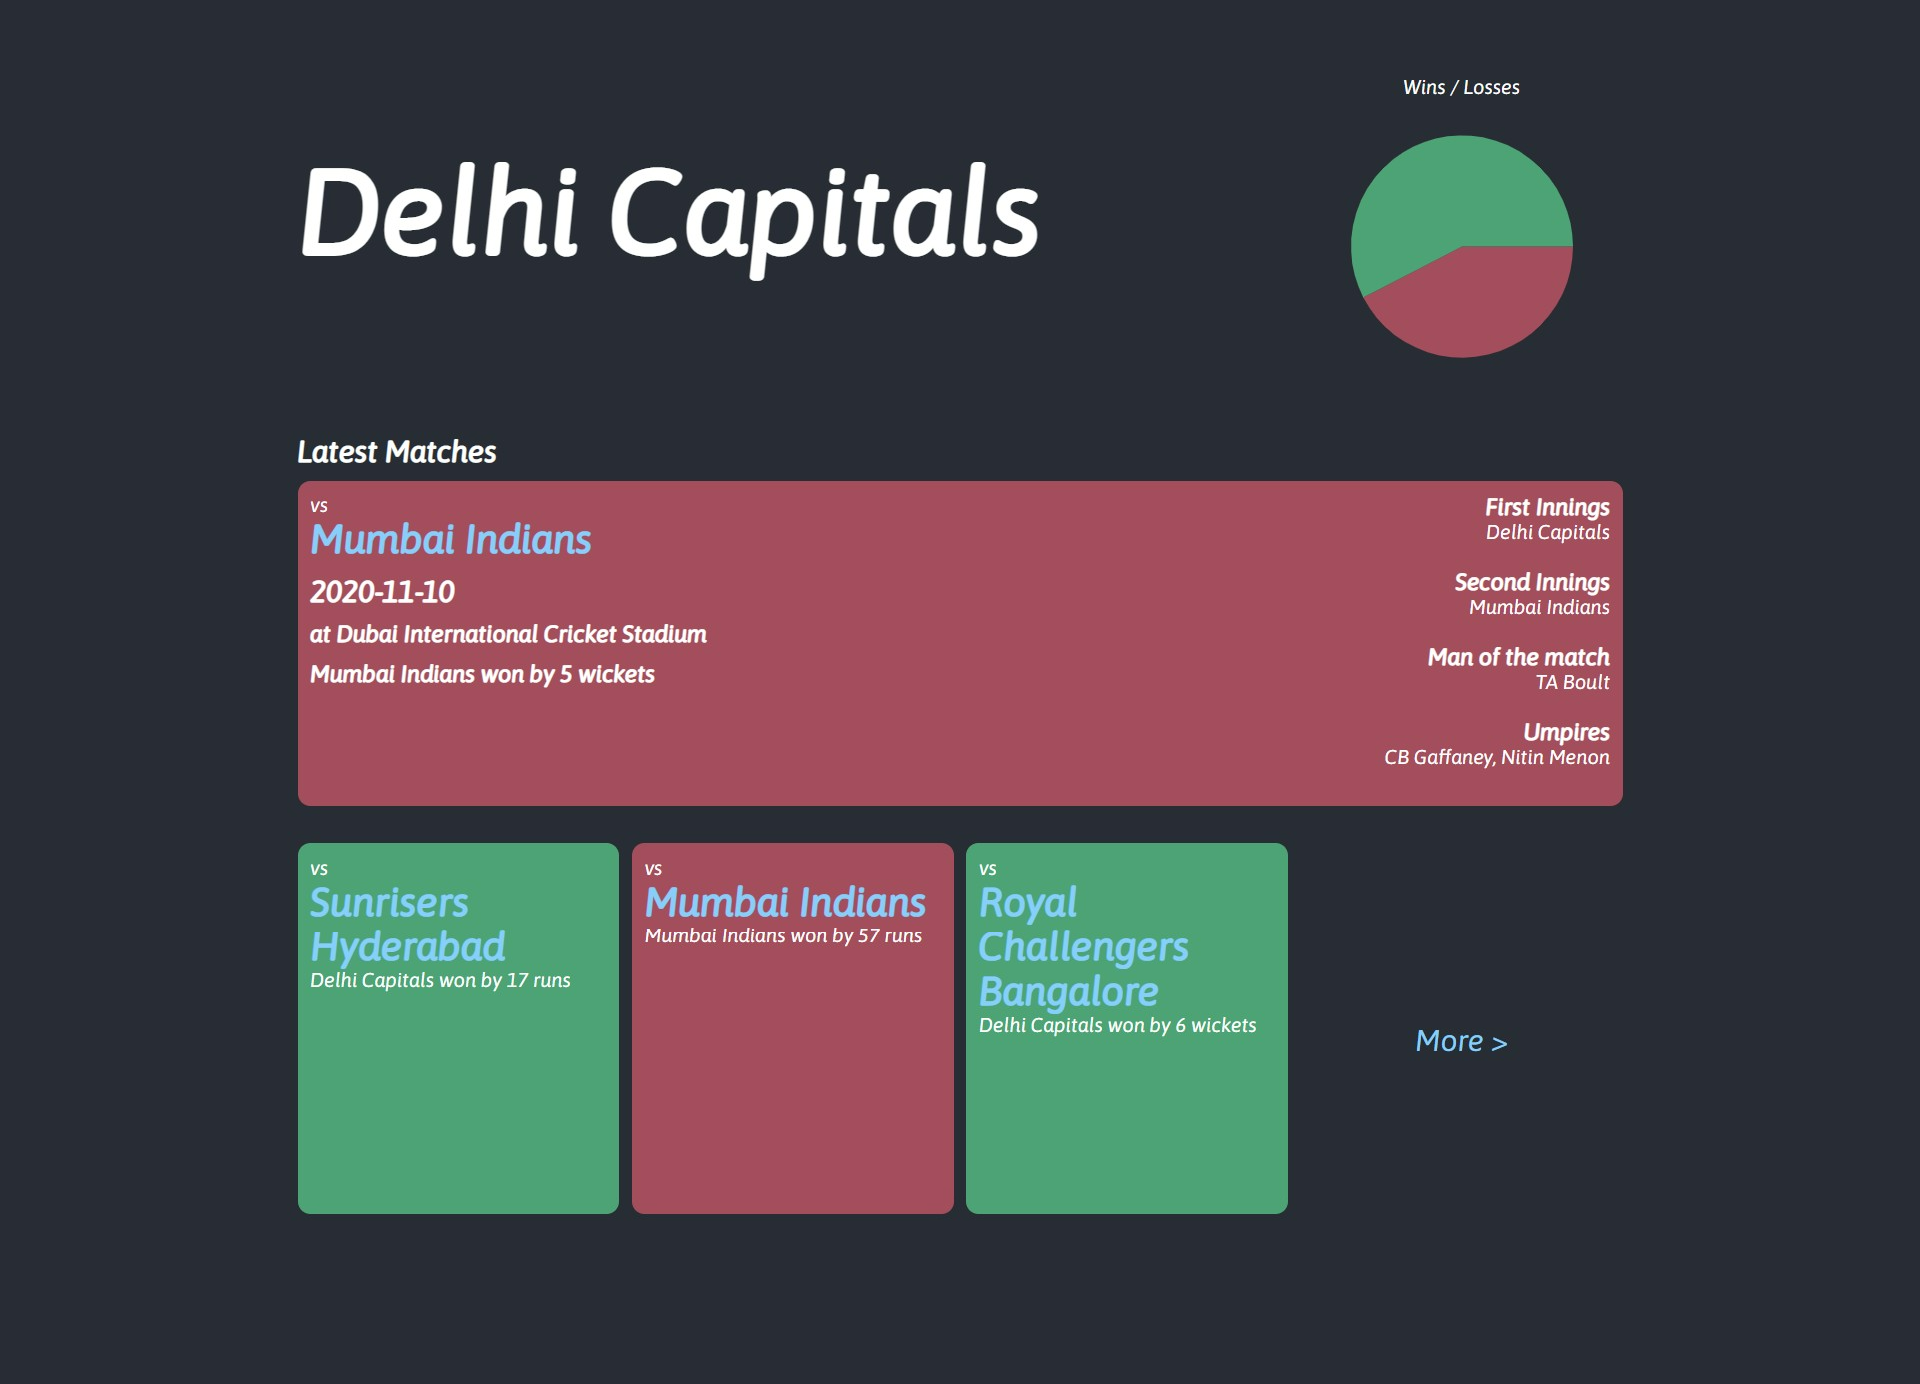 Delhi Capitals
Wins / Losses
Latest Matches
vs
Mumbai Indians
2020-11-10
at Dubai International Cricket Stadium
Mumbai Indians won by 5 wickets
First Innings
Delhi Capitals
Second Innings
Mumbai Indians
Man of the match
TA Boult
Umpires
CB Gaffaney, Nitin Menon
vs
Sunrisers
Hyderabad
Delhi Capitals won by 17 runs
vs
Mumbai Indians
Mumbai Indians won by 57 runs
vs
Royal
Challengers
Bangalore
Delhi Capitals won by 6 wickets
More >